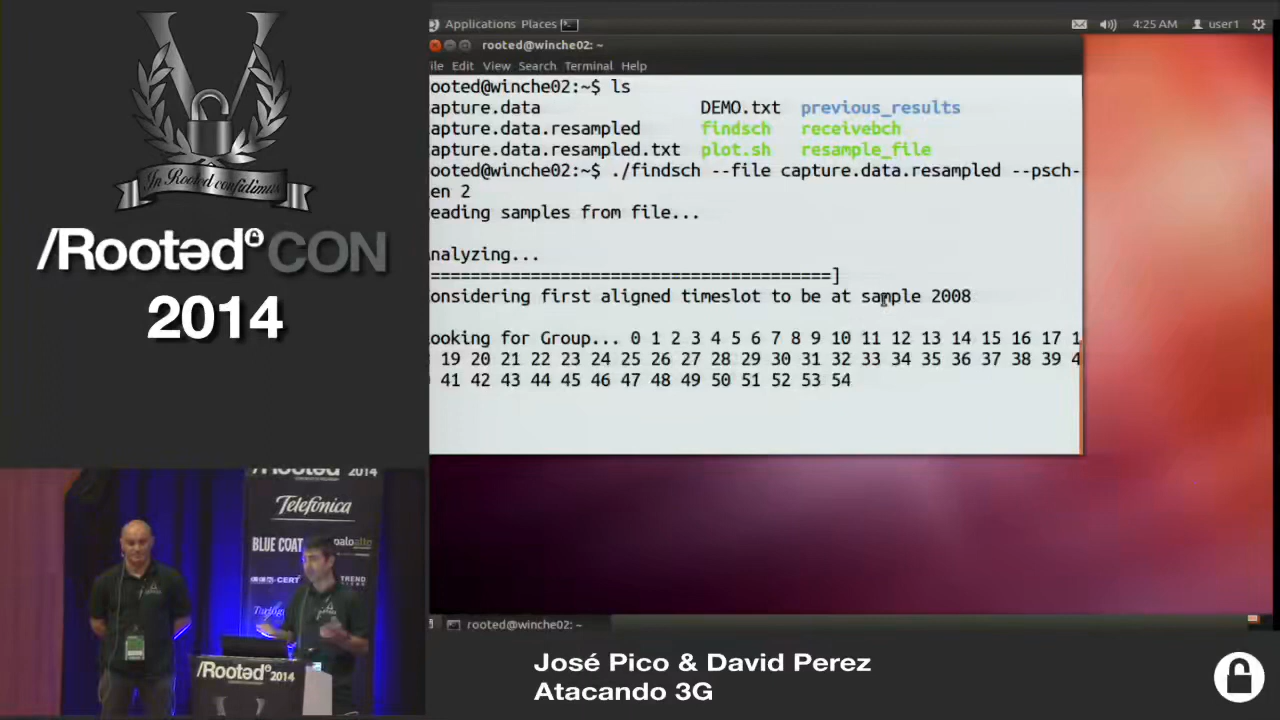 In Rooted confidimus
/RootədCON
2014
Applications Places
4:25 AM
user1
rooted@winche02: ~
ile Edit View Search Terminal Help
ooted@winche02:~$ ls
apture.data DEMO.txt previous_results
apture.data.resampled findsch receivebch
apture.data.resampled.txt plot.sh resample_file
ooted@winche02:~$ ./findsch --file capture.data.resampled --psch-
en 2
eading samples from file...
nalyzing...
=======================================]
onsidering first aligned timeslot to be at sample 2008
ooking for Group... 0 1 2 3 4 5 6 7 8 9 10 11 12 13 14 15 16 17 1
19 20 21 22 23 24 25 26 27 28 29 30 31 32 33 34 35 36 37 38 39 4
41 42 43 44 45 46 47 48 49 50 51 52 53 54
rooted@winche02: ~
2014
Telefónica
BLUE COAT
paloalto
CERT
TREND
/Rootədº
2014
José Pico & David Perez
Atacando 3G